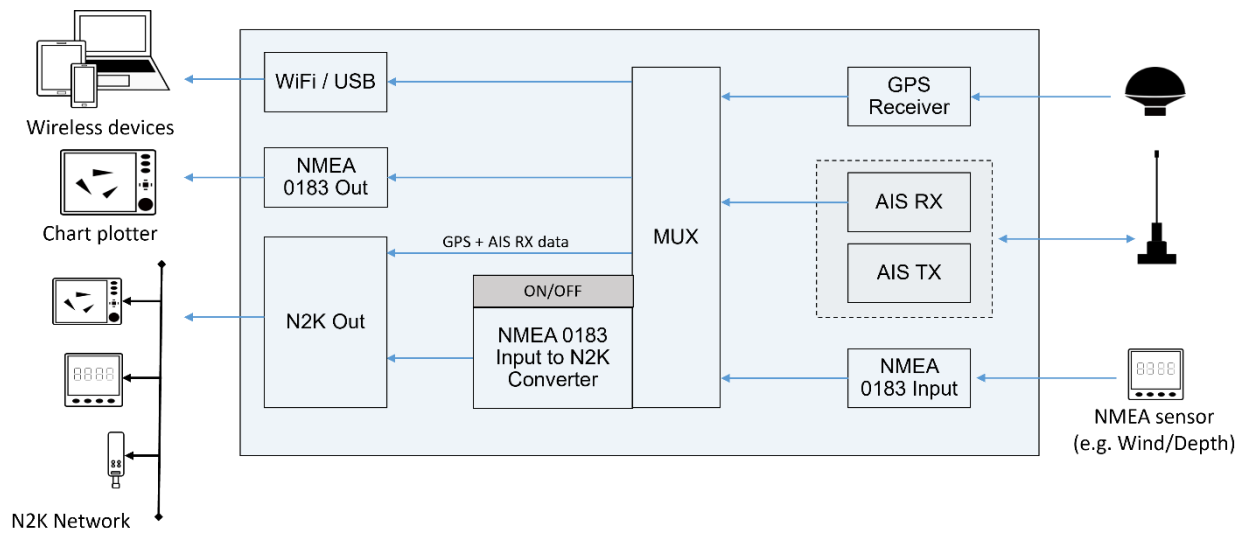 WiFi / USB
GPS
Receiver
Wireless devices
NMEA
0183 Out
AIS RX
Chart plotter
MUX
GPS + AIS RX data
AIS TX
ON/OFF
N2K Out
NMEA 0183
Input to N2K
Converter
NMEA
0183 Input
8888
8888
NMEA sensor
(e.g. Wind/Depth)
N2K Network